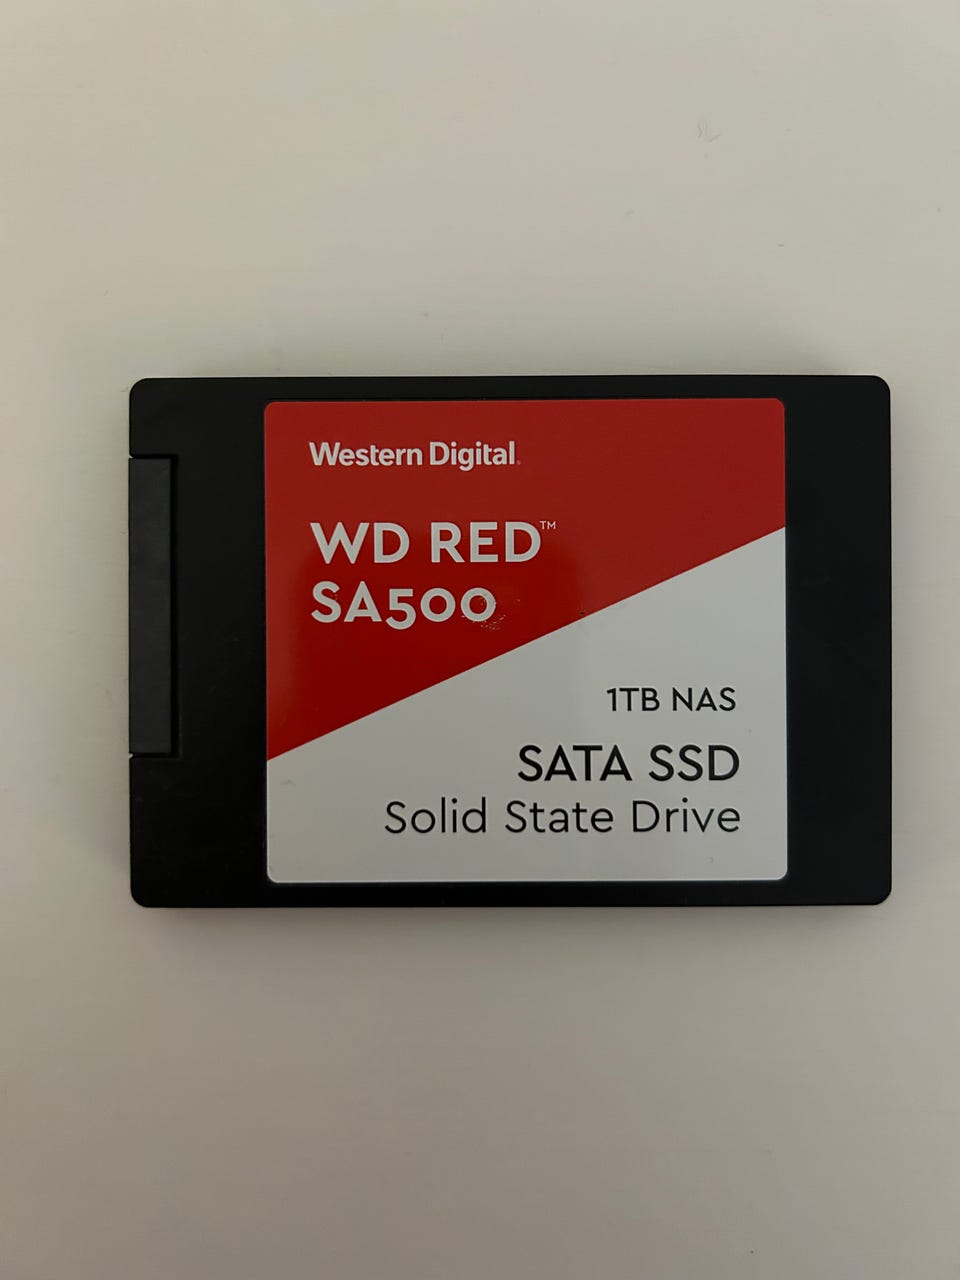 Western Digital.
WD RED™
SA500
1TB NAS
SATA SSD
Solid State Drive